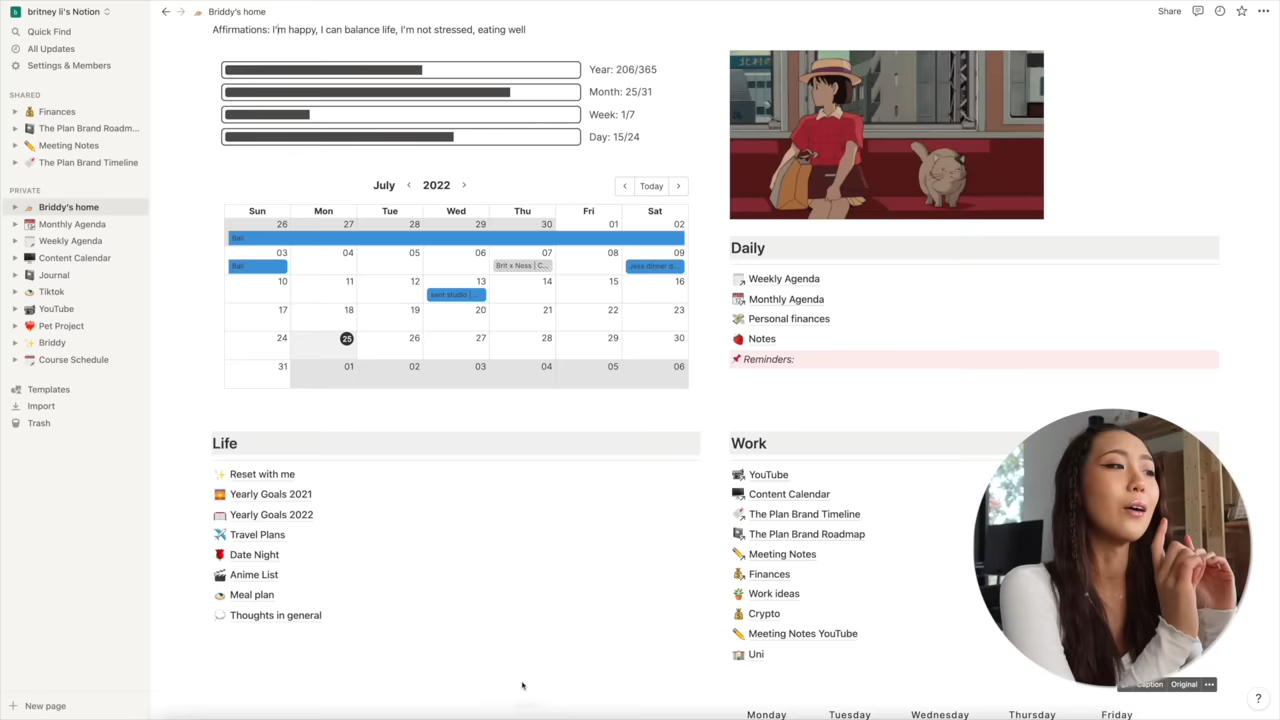 britney li's Notion
Quick Find
All Updates
Settings & Members
SHARED
Finances
The Plan Brand Roadm...
Meeting Notes
The Plan Brand Timeline
PRIVATE
Briddy's home
Monthly Agenda
Weekly Agenda
Content Calendar
Journal
Tiktok
YouTube
Pet Project
Briddy
Course Schedule
Templates
Import
Trash
New page
Briddy's home
Share
Affirmations: I'm happy, I can balance life, I'm not stressed, eating well
Year: 206/365
Month: 25/31
Week: 1/7
Day: 15/24
July 2022
Today
Sun Mon Tue Wed Thu Fri Sat
26 27 28 29 30 01 02
Bali
03 04 05 06 07 08 09
Bali Brit x Ness | C... Jess dinner d...
10 11 12 13 14 15 16
sent studio | ...
17 18 19 20 21 22 23
24 25 26 27 28 29 30
31 01 02 03 04 05 06
Daily
Weekly Agenda
Monthly Agenda
Personal finances
Notes
Reminders:
Life
Reset with me
Yearly Goals 2021
Yearly Goals 2022
Travel Plans
Date Night
Anime List
Meal plan
Thoughts in general
Work
YouTube
Content Calendar
The Plan Brand Timeline
The Plan Brand Roadmap
Meeting Notes
Finances
Work ideas
Crypto
Meeting Notes YouTube
Uni
Caption Original
Monday Tuesday Wednesday Thursday Friday